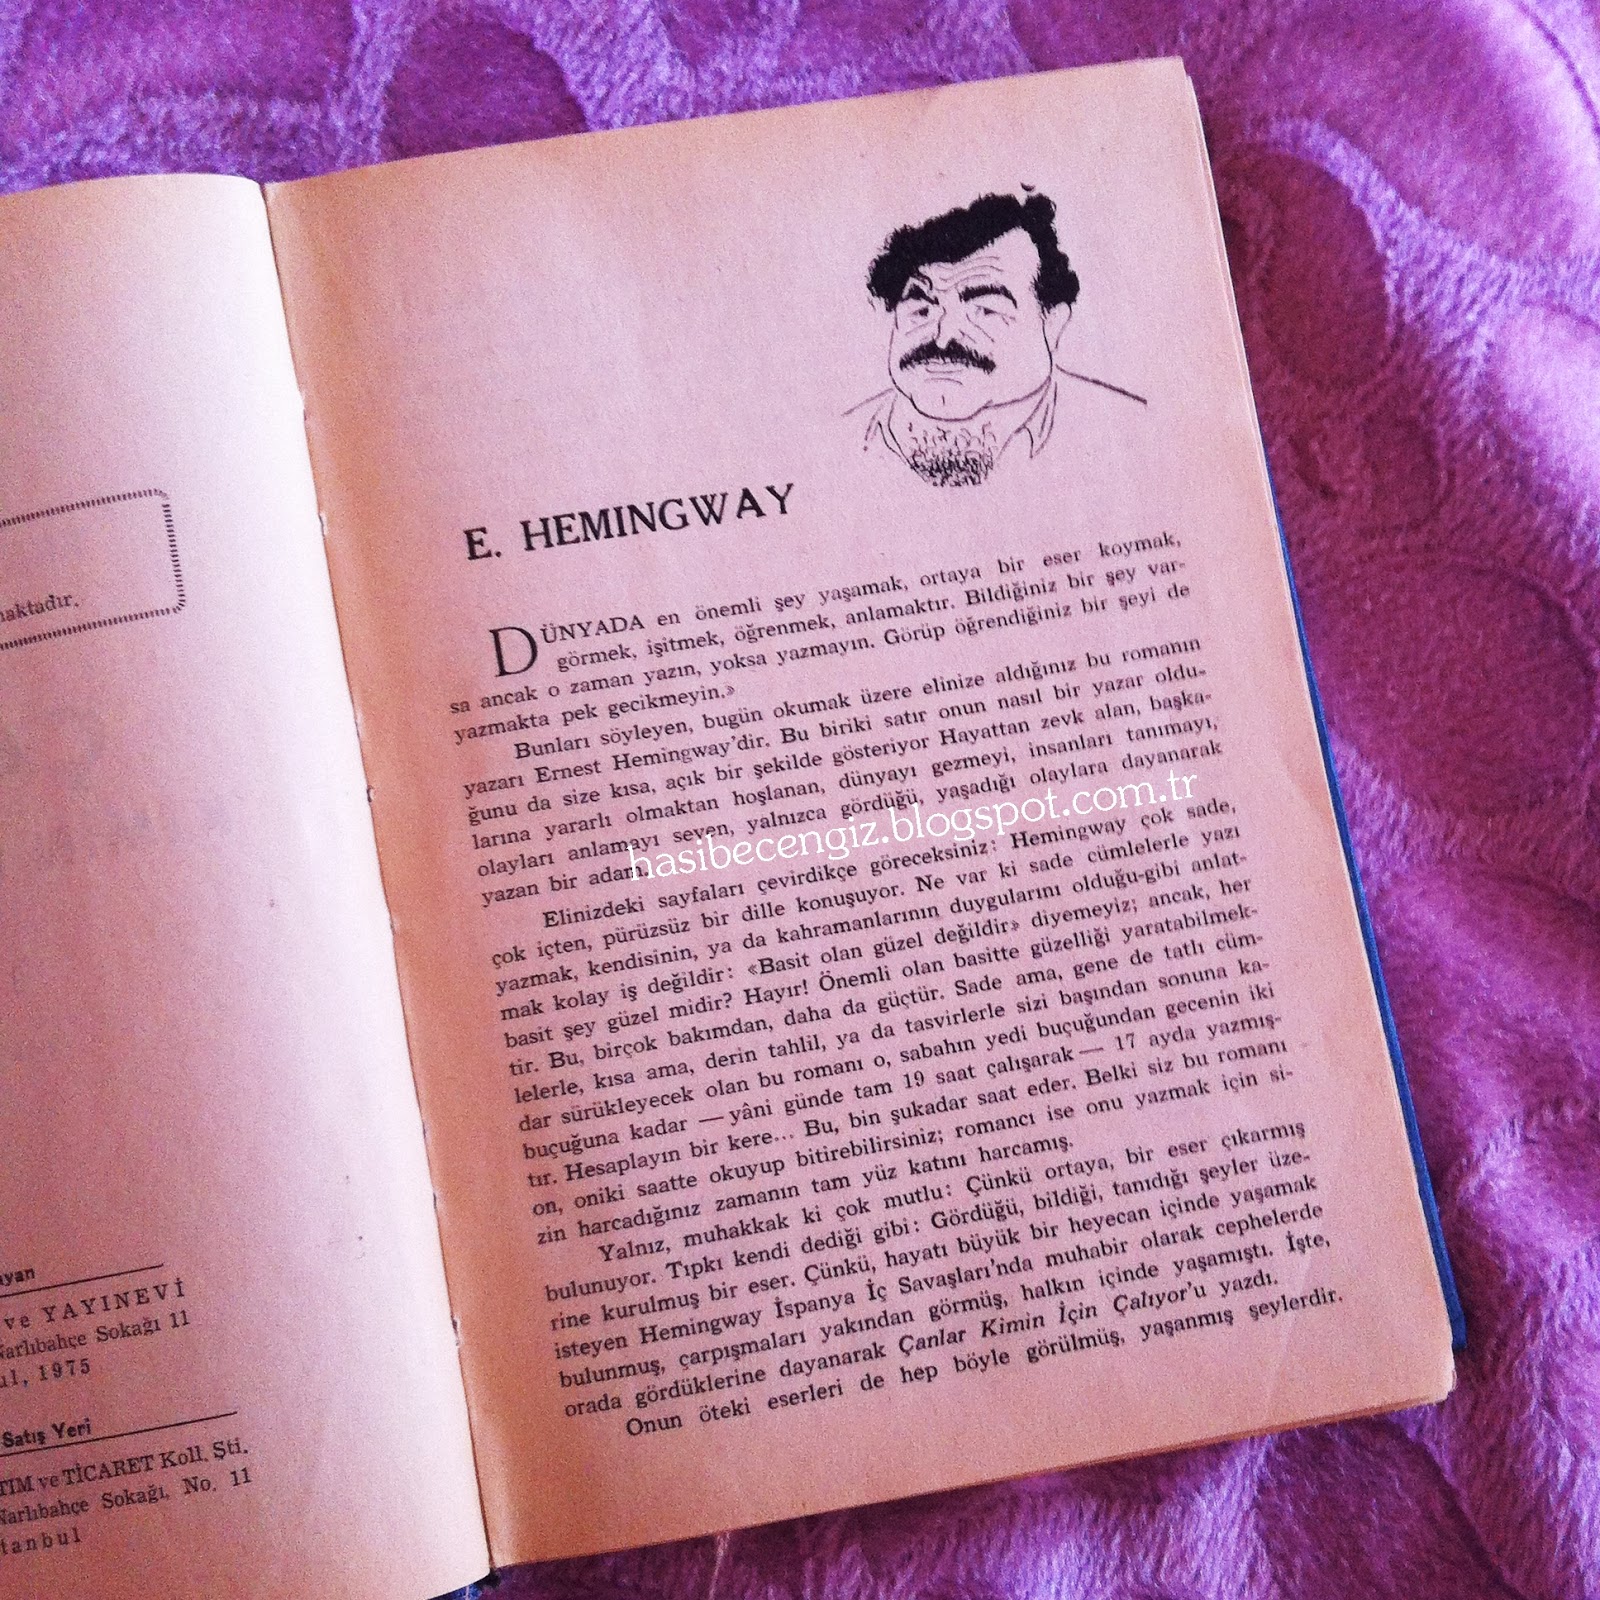 maktadır.
ayan
ve YAYINEVİ
Narlıbahçe Sokağı 11
ul, 1975
Satış Yeri
TIM ve TİCARET Koll. Şti.
Narlıbahçe Sokağı, No. 11
tanbul
E. HEMINGWAY
DÜNYADA en önemli şey yaşamak, ortaya bir eser koymak,
görmek, işitmek, öğrenmek, anlamaktır. Bildiğiniz bir şey var-
sa ancak o zaman yazın, yoksa yazmayın. Görüp öğrendiğiniz bir şeyi de
yazmakta pek gecikmeyin.»
Bunları söyleyen, bugün okumak üzere elinize aldığınız bu romanın
yazarı Ernest Hemingway'dir. Bu biriki satır onun nasıl bir yazar oldu-
ğunu da size kısa, açık bir şekilde gösteriyor Hayattan zevk alan, başka-
larına yararlı olmaktan hoşlanan, dünyayı gezmeyi, insanları tanımayı,
olayları anlamayı seven, yalnızca gördüğü, yaşadığı olaylara dayanarak
yazan bir adam.
hasibecengiz.blogspot.com.tr
Elinizdeki sayfaları çevirdikçe göreceksiniz: Hemingway çok sade,
çok içten, pürüzsüz bir dille konuşuyor. Ne var ki sade cümlelerle yazı
yazmak, kendisinin, ya da kahramanlarının duygularını olduğu-gibi anlat-
mak kolay iş değildir: «Basit olan güzel değildir» diyemeyiz; ancak, her
basit şey güzel midir? Hayır! Önemli olan basitte güzelliği yaratabilmek-
tir. Bu, birçok bakımdan, daha da güçtür. Sade ama, gene de tatlı cüm-
lelerle, kısa ama, derin tahlil, ya da tasvirlerle sizi başından sonuna ka-
dar sürükleyecek olan bu romanı o, sabahın yedi buçuğundan gecenin iki
buçuğuna kadar — yâni günde tam 19 saat çalışarak — 17 ayda yazmış-
tır. Hesaplayın bir kere... Bu, bin şukadar saat eder. Belki siz bu romanı
on, oniki saatte okuyup bitirebilirsiniz; romancı ise onu yazmak için si-
zin harcadığınız zamanın tam yüz katını harcamış.
Yalnız, muhakkak ki çok mutlu: Çünkü ortaya, bir eser çıkarmış
bulunuyor. Tıpkı kendi dediği gibi: Gördüğü, bildiği, tanıdığı şeyler üze-
rine kurulmuş bir eser. Çünkü, hayatı büyük bir heyecan içinde yaşamak
isteyen Hemingway İspanya İç Savaşları'nda muhabir olarak cephelerde
bulunmuş, çarpışmaları yakından görmüş, halkın içinde yaşamıştı. İşte,
orada gördüklerine dayanarak Çanlar Kimin İçin Çalıyor'u yazdı.
Onun öteki eserleri de hep böyle görülmüş, yaşanmış şeylerdir.